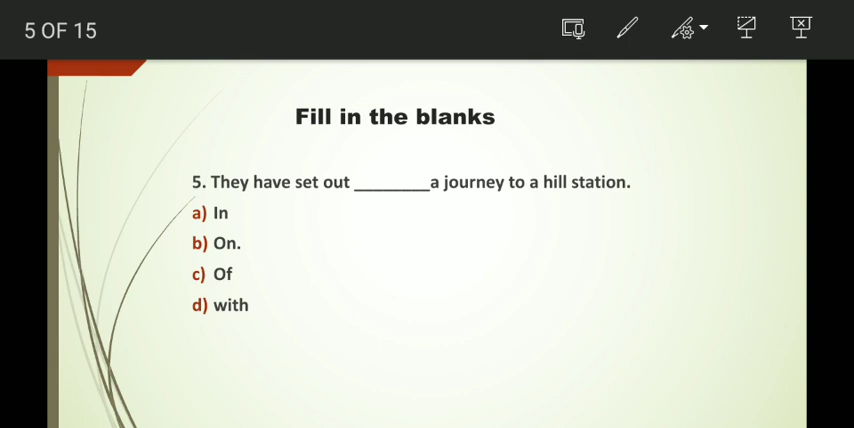 5 OF 15
Fill in the blanks
5. They have set out ________a journey to a hill station.
a) In
b) On.
c) Of
d) with